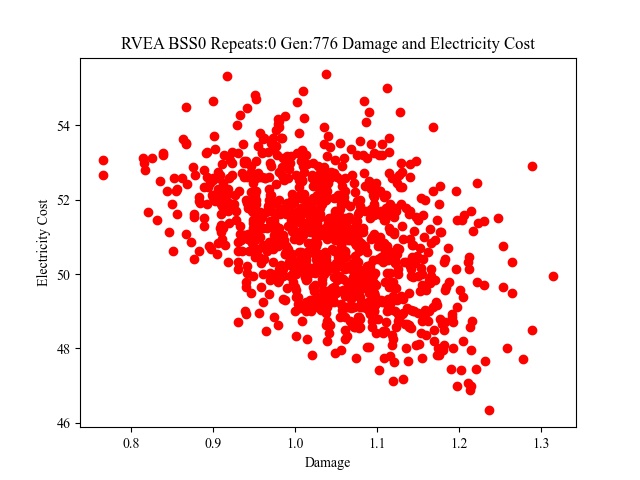 RVEA BSS0 Repeats:0 Gen:776 Damage and Electricity Cost
Electricity Cost
54
52
50
48
46
0.8 0.9 1.0 1.1 1.2 1.3
Damage